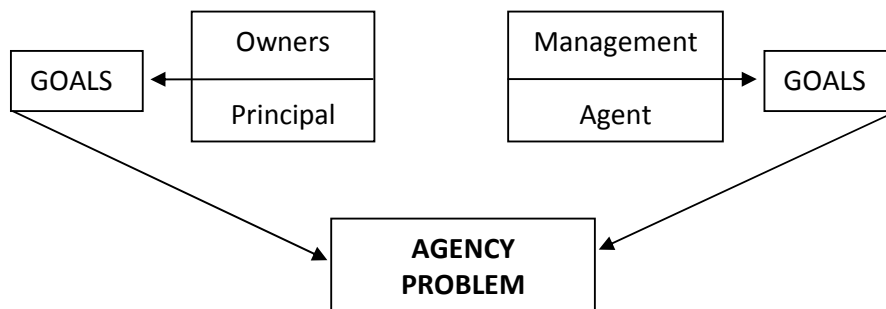 Owners
Management
GOALS
GOALS
Principal
Agent
AGENCY
PROBLEM